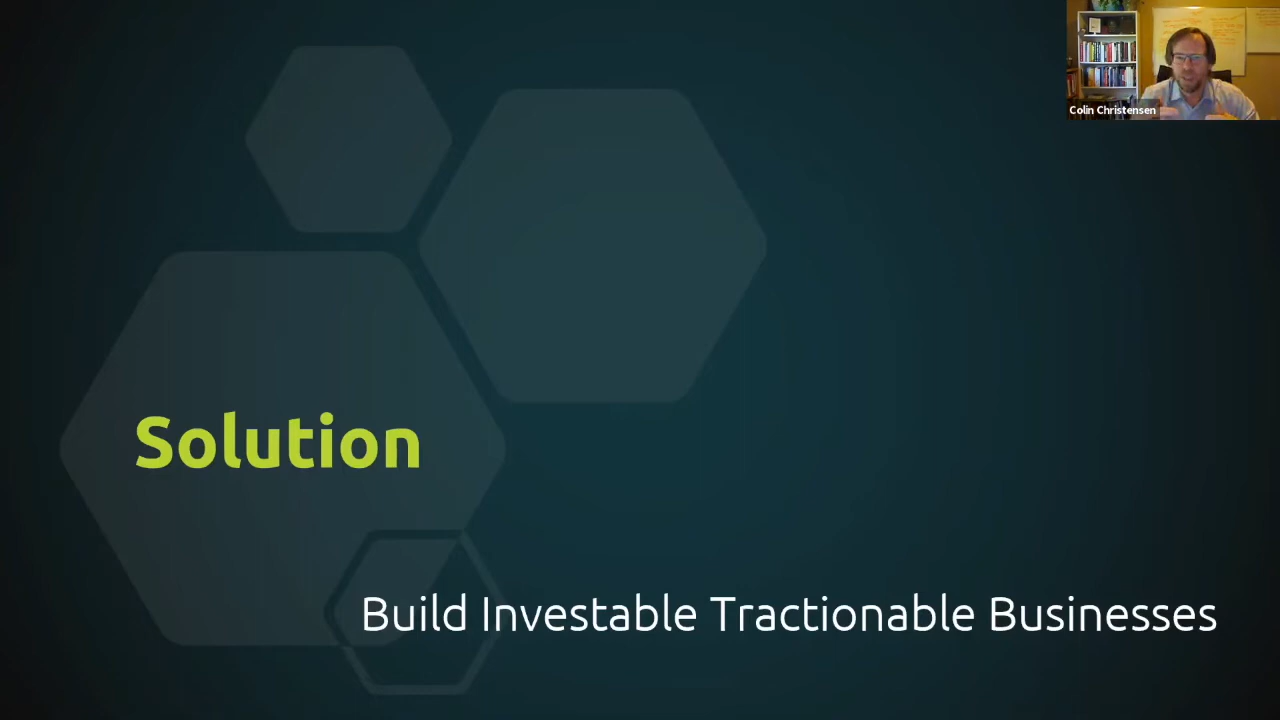 Colin Christensen
Solution
Build Investable Tractionable Businesses